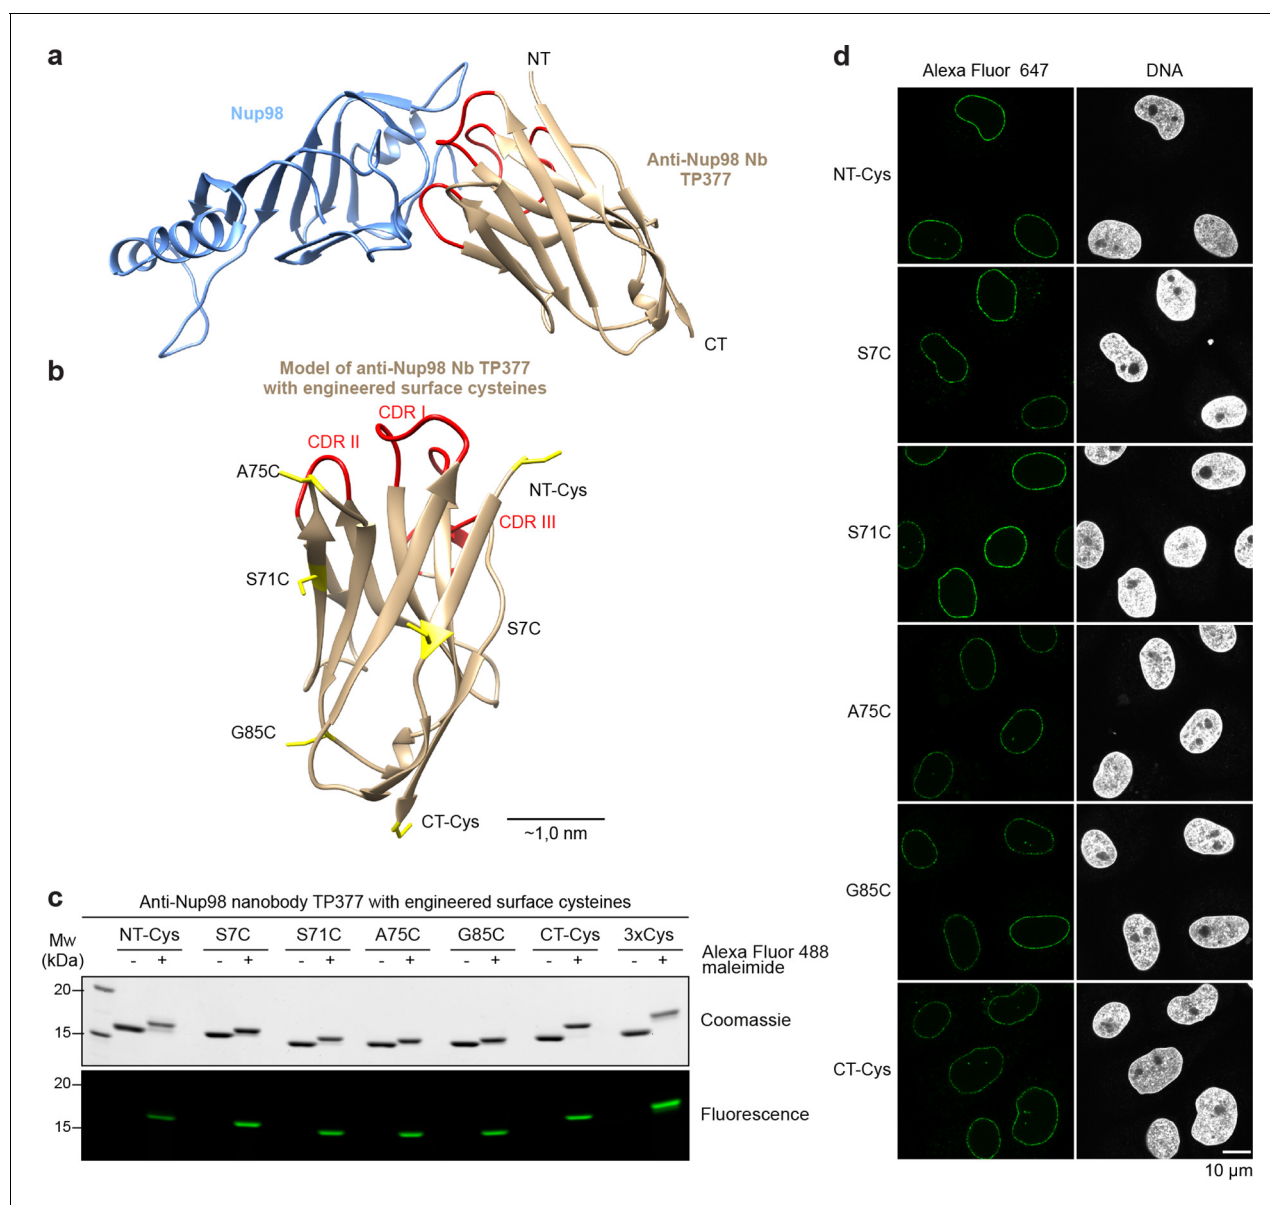 a
NT
Nup98
Anti-Nup98 Nb
TP377
CT
b
Model of anti-Nup98 Nb TP377
with engineered surface cysteines
CDR I
CDR II
A75C
NT-Cys
CDR III
S71C
S7C
G85C
CT-Cys
~1,0 nm
c
Anti-Nup98 nanobody TP377 with engineered surface cysteines
Mw
(kDa)
NT-Cys S7C S71C A75C G85C CT-Cys 3xCys
- + - + - + - + - + - + - +
Alexa Fluor 488
maleimide
20
15
Coomassie
20
15
Fluorescence
d
Alexa Fluor 647 DNA
NT-Cys
S7C
S71C
A75C
G85C
CT-Cys
10 µm